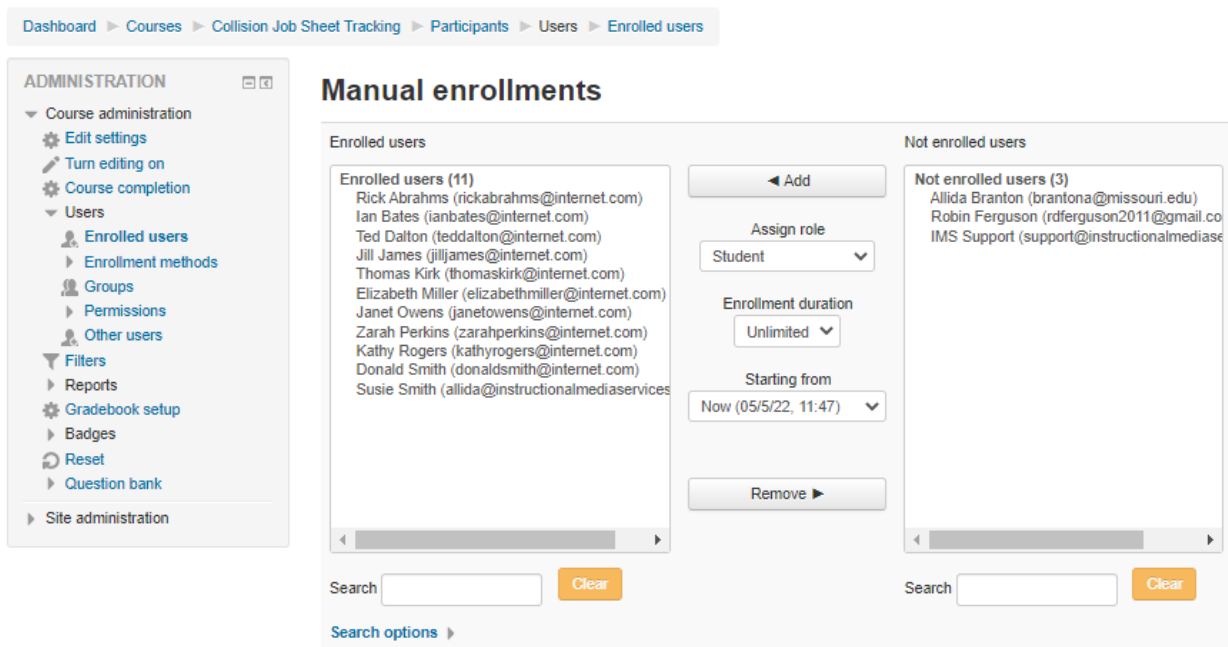 Dashboard ► Courses ► Collision Job Sheet Tracking ► Participants ► Users ► Enrolled users
ADMINISTRATION
Course administration
Edit settings
Turn editing on
Course completion
Users
Enrolled users
Enrollment methods
Groups
Permissions
Other users
Filters
Reports
Gradebook setup
Badges
Reset
Question bank
Site administration
Manual enrollments
Enrolled users
Enrolled users (11)
Rick Abrahms (rickabrahms@internet.com)
Ian Bates (ianbates@internet.com)
Ted Dalton (teddalton@internet.com)
Jill James (jilljames@internet.com)
Thomas Kirk (thomaskirk@internet.com)
Elizabeth Miller (elizabethmiller@internet.com)
Janet Owens (janetowens@internet.com)
Zarah Perkins (zarahperkins@internet.com)
Kathy Rogers (kathyrogers@internet.com)
Donald Smith (donaldsmith@internet.com)
Susie Smith (allida@instructionalmediaservices
Search
Clear
Search options
◄ Add
Assign role
Student
Enrollment duration
Unlimited
Starting from
Now (05/5/22, 11:47)
Remove ►
Not enrolled users
Not enrolled users (3)
Allida Branton (brantona@missouri.edu)
Robin Ferguson (rdferguson2011@gmail.co
IMS Support (support@instructionalmediase
Search
Clear